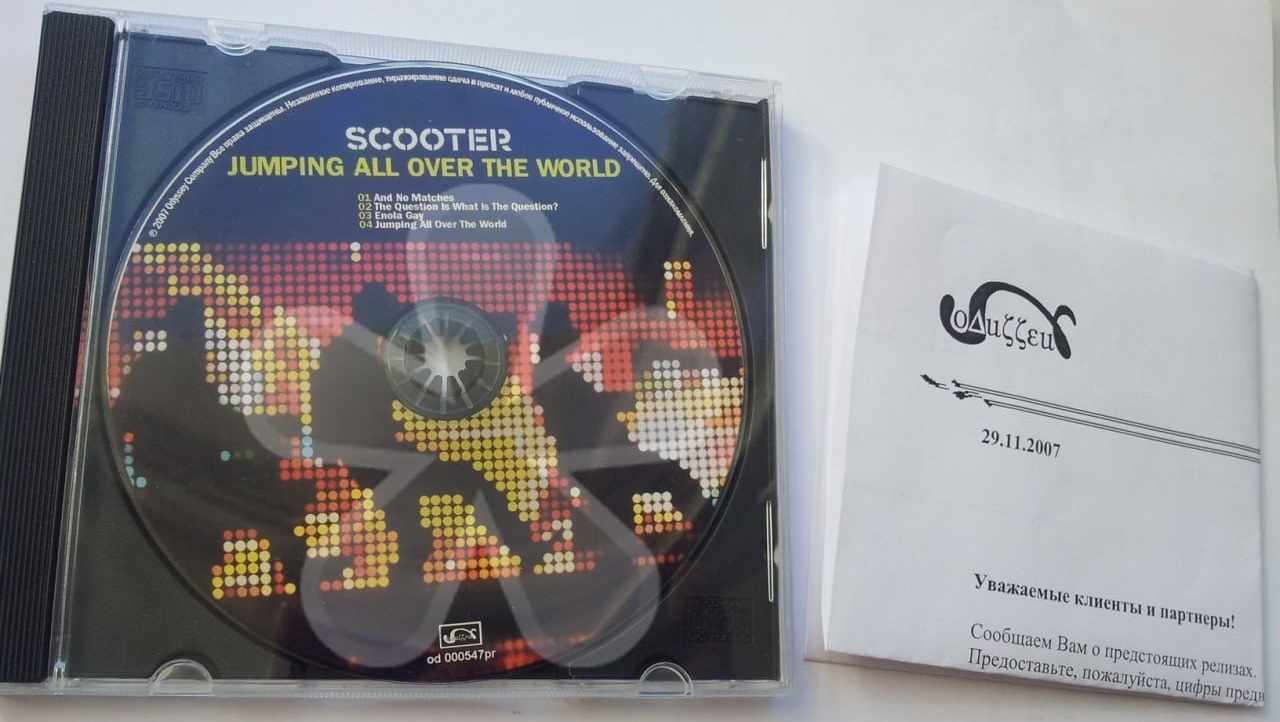 © 2007 Odyssey Company Все права защищены. Незаконное копирование, тиражирование сдача в прокат и любое публичное использование запрещено. Для ознакомления.
SCOOTER
JUMPING ALL OVER THE WORLD
01 And No Matches
02 The Question Is What Is The Question?
03 Enola Gay
04 Jumping All Over The World
od 000547pr
οΔиζζεи
29.11.2007
Уважаемые клиенты и партнеры!
Сообщаем Вам о предстоящих релизах.
Предоставьте, пожалуйста, цифры предв